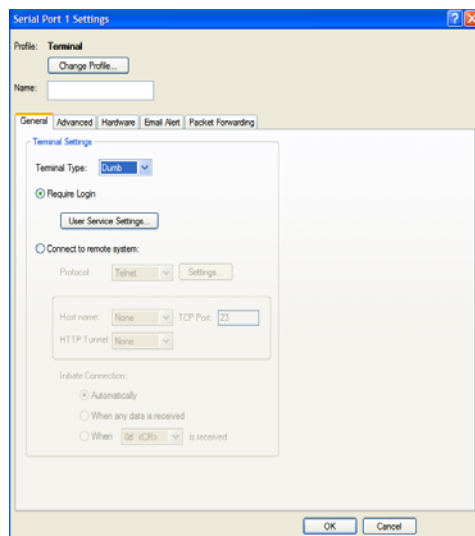 Serial Port 1 Settings
Profile: Terminal
Change Profile...
Name:
General Advanced Hardware Email Alert Packet Forwarding
Terminal Settings
Terminal Type: Dumb
Require Login
User Service Settings...
Connect to remote system:
Protocol: Telnet Settings...
Host name: None TCP Port: 23
HTTP Tunnel: None
Initiate Connection:
Automatically
When any data is received
When 0d <CR> is received
OK Cancel